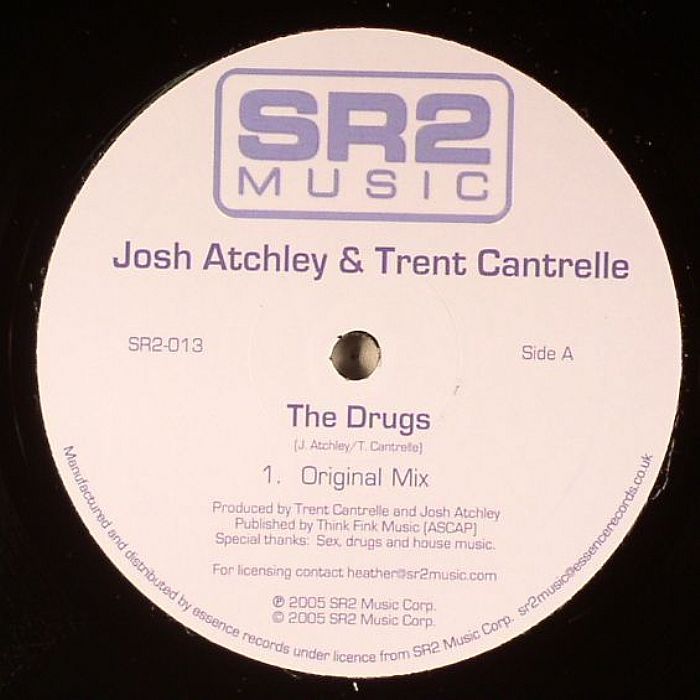 SR2
MUSIC
Josh Atchley & Trent Cantrelle
SR2-013
Side A
The Drugs
(J. Atchley/T. Cantrelle)
1. Original Mix
Produced by Trent Cantrelle and Josh Atchley
Published by Think Fink Music (ASCAP)
Special thanks: Sex, drugs and house music.
For licensing contact heather@sr2music.com
℗ 2005 SR2 Music Corp.
© 2005 SR2 Music Corp.
Manufactured and distributed by essence records under licence from SR2 Music Corp. sr2music@essencerecords.co.uk